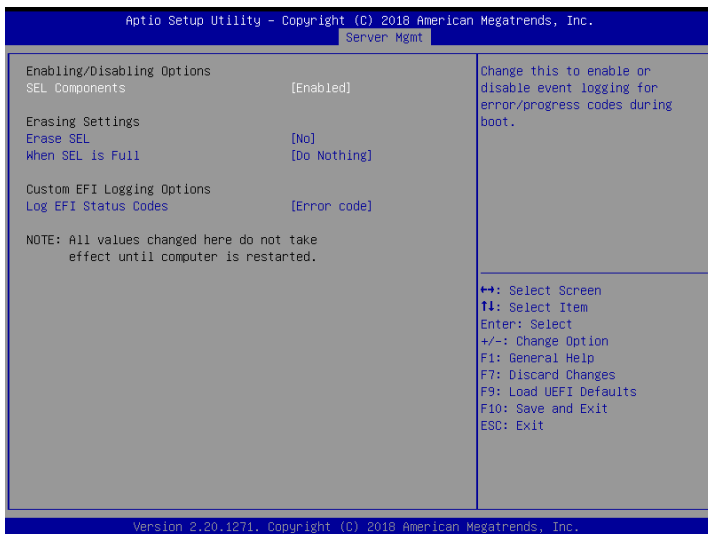 Aptio Setup Utility – Copyright (C) 2018 American Megatrends, Inc.
Server Mgmt
Enabling/Disabling Options
SEL Components [Enabled]
Erasing Settings
Erase SEL [No]
When SEL is Full [Do Nothing]
Custom EFI Logging Options
Log EFI Status Codes [Error code]
NOTE: All values changed here do not take
effect until computer is restarted.
Change this to enable or
disable event logging for
error/progress codes during
boot.
↔: Select Screen
↑↓: Select Item
Enter: Select
+/-: Change Option
F1: General Help
F7: Discard Changes
F9: Load UEFI Defaults
F10: Save and Exit
ESC: Exit
Version 2.20.1271. Copyright (C) 2018 American Megatrends, Inc.